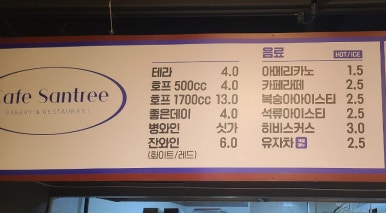 afe Santree
BAKERY & RESTAURANT
테라 4.0
호프 500cc 4.0
호프 1700cc 13.0
좋은데이 4.0
병와인 싯가
잔와인 6.0
(화이트/레드)
음료 HOT/ICE
아메리카노 1.5
카페라떼 2.5
복숭아아이스티 2.5
석류아이스티 2.5
히비스커스 3.0
유자차 2.5